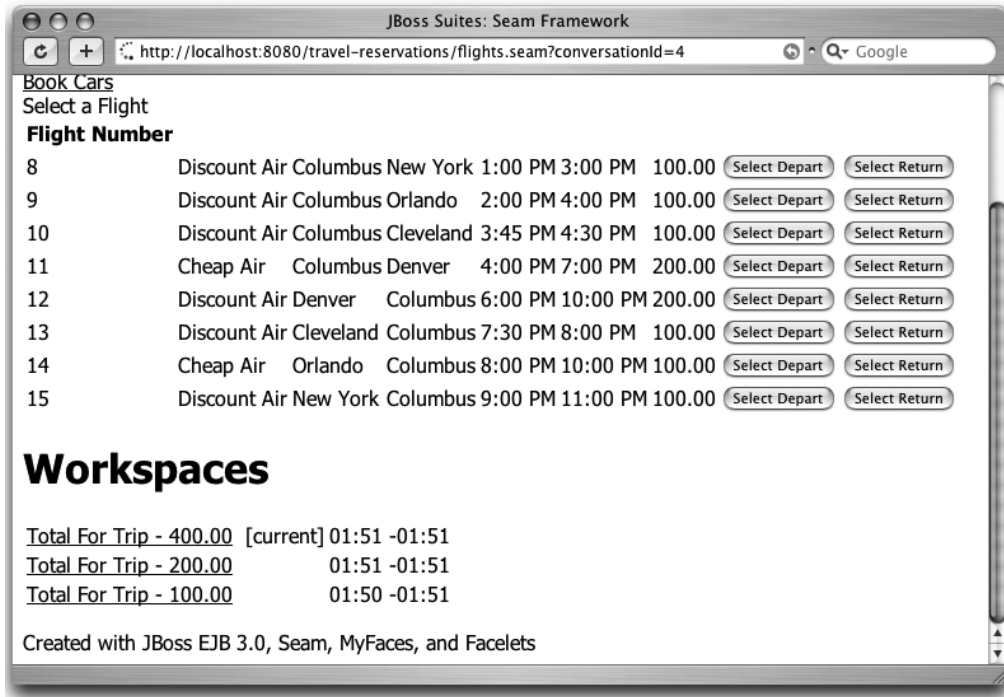 JBoss Suites: Seam Framework
http://localhost:8080/travel-reservations/flights.seam?conversationId=4 Google
Book Cars
Select a Flight
Flight Number
8 Discount Air Columbus New York 1:00 PM 3:00 PM 100.00 Select Depart Select Return
9 Discount Air Columbus Orlando 2:00 PM 4:00 PM 100.00 Select Depart Select Return
10 Discount Air Columbus Cleveland 3:45 PM 4:30 PM 100.00 Select Depart Select Return
11 Cheap Air Columbus Denver 4:00 PM 7:00 PM 200.00 Select Depart Select Return
12 Discount Air Denver Columbus 6:00 PM 10:00 PM 200.00 Select Depart Select Return
13 Discount Air Cleveland Columbus 7:30 PM 8:00 PM 100.00 Select Depart Select Return
14 Cheap Air Orlando Columbus 8:00 PM 10:00 PM 100.00 Select Depart Select Return
15 Discount Air New York Columbus 9:00 PM 11:00 PM 100.00 Select Depart Select Return
Workspaces
Total For Trip - 400.00 [current] 01:51 -01:51
Total For Trip - 200.00 01:51 -01:51
Total For Trip - 100.00 01:50 -01:51
Created with JBoss EJB 3.0, Seam, MyFaces, and Facelets